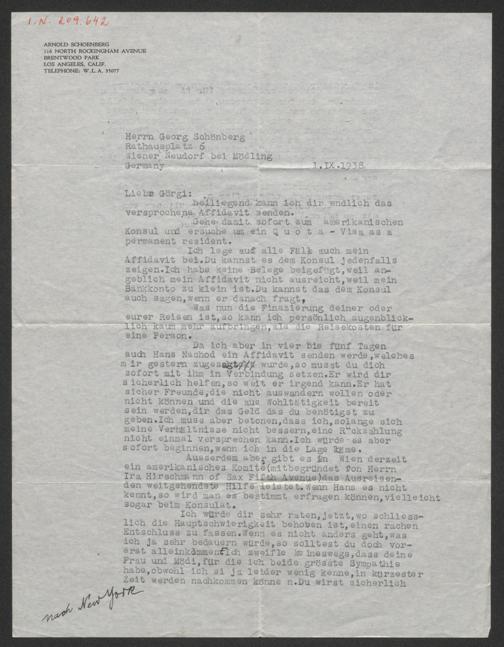 I.N. 209.642
ARNOLD SCHOENBERG
116 NORTH ROCKINGHAM AVENUE
BRENTWOOD PARK
LOS ANGELES, CALIF.
TELEPHONE: W.L.A. 35077
Herrn Georg Schönberg
Rathausplatz 6
Wiener Neudorf bei Mödling
Germany 1.IX.1938
Lieber Görgi:
beiliegend kann ich dir endlich das
versprochene Affidavit senden.
Gehe damit sofort zum amerikanischen
Konsul und ersuche um ein Quota-Visa as a
permanent resident.
Ich lege auf alle Fälle auch mein
Affidavit bei.Du kannst es dem Konsul jedenfalls
zeigen.Ich habe keine Belege beigefügt,weil an-
geblich mein Affidavit nicht ausreicht,weil mein
Bankkonto zu klein ist.Du kannst das dem Konsul
auch sagen,wenn er danach fragt,
Was nun die Finazierung deiner oder
eurer Reisen ist,so kann ich persönlich augenblick-
lich kaum mehr aufbringen,als die Reisekosten für
eine Person.
Da ich aber in vier bis fünf Tagen
auch Hans Nachod ein Affidavit senden werde,welches
mir gestern zugesagt wurde,so musst du dich
sofort mit ihm in Verbindung setzen.Er wird dir
sicherlich helfen,so weit er irgend kann.Er hat
sicher Freunde,die nicht auswandern wollen oder
nicht können und die aus Wohltätigkeit bereit
sein werden,dir das Geld das du benötigst zu
geben.Ich muss aber betonen,dass ich,solange sich
meine Verhältnisse nicht bessern,eine Rückzahlung
nicht einmal versprechen kann.Ich würde es aber
sofort beginnen,wenn ich in die Lage käme.
Ausserdem aber gibt es in Wien derzeit
ein amerikanisches Komité(mitbegründet von Herrn
Ira Hirschmann of Sax Fifth Avenue)das Ausreisen-
den weitgehendste Hilfe leistet.Wenn Hans es nicht
kennt,so wird man es bestimmt erfragen können,vielleicht
sogar beim Konsulat.
Ich würde dir sehr raten,jetzt,wo schliess-
lich die Hauptschwierigkeit behoben ist,einen rachen
Entschluss zu fassen.Wenn es nicht anders geht,was
ich ja sehr bedauern würde,so solltest du doch vor-
erst alleinkommen.Ich zweifle keineswegs,dass deine
Frau und Mädi,für die ich beide grösste Sympathie
habe,obwohl ich si ja leider wenig kenne,in kürzester
Zeit werden nachkommen könne n.Du wirst sicherlich
nach New York